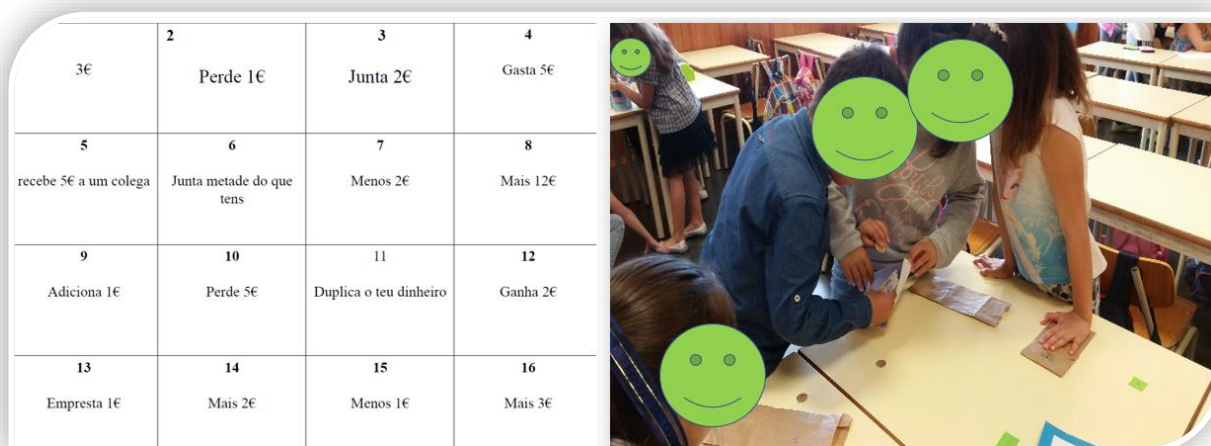 2
3
4
3€
Perde 1€
Junta 2€
Gasta 5€
5
6
7
8
recebe 5€ a um colega
Junta metade do que
tens
Menos 2€
Mais 12€
9
10
11
12
Adiciona 1€
Perde 5€
Duplica o teu dinheiro
Ganha 2€
13
14
15
16
Empresta 1€
Mais 2€
Menos 1€
Mais 3€